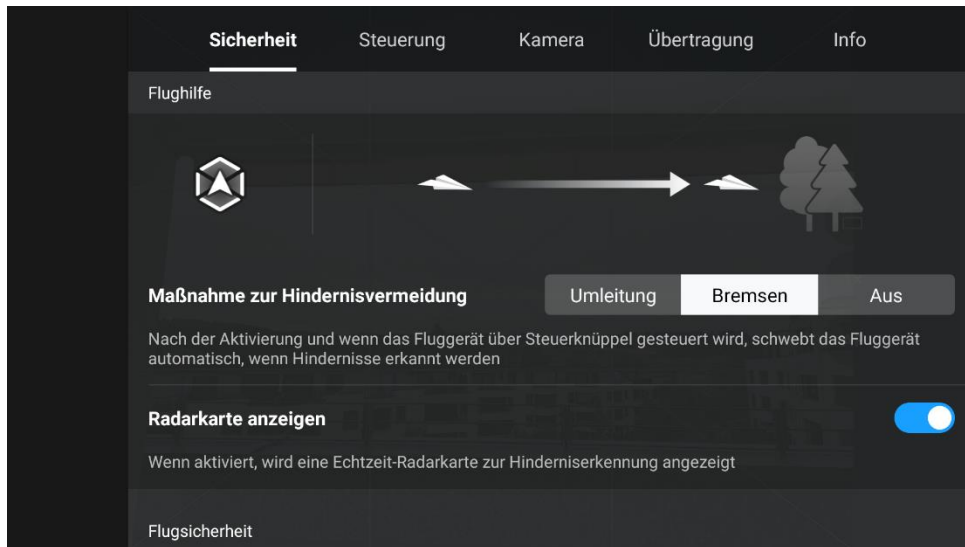 Sicherheit Steuerung Kamera Übertragung Info
Flughilfe
Maßnahme zur Hindernisvermeidung Umleitung Bremsen Aus
Nach der Aktivierung und wenn das Fluggerät über Steuerknüppel gesteuert wird, schwebt das Fluggerät
automatisch, wenn Hindernisse erkannt werden
Radarkarte anzeigen
Wenn aktiviert, wird eine Echtzeit-Radarkarte zur Hinderniserkennung angezeigt
Flugsicherheit